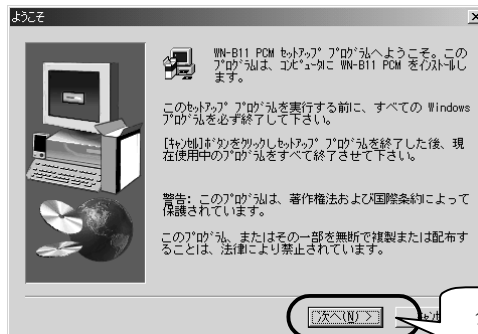 ようこそ
WN-B11 PCM ｾｯﾄｱｯﾌﾟ ﾌﾟﾛｸﾞﾗﾑへようこそ。この
ﾌﾟﾛｸﾞﾗﾑは、ｺﾝﾋﾟｭｰﾀに WN-B11 PCM をｲﾝｽﾄｰﾙし
ます。
このｾｯﾄｱｯﾌﾟ ﾌﾟﾛｸﾞﾗﾑを実行する前に、すべての Windows
ﾌﾟﾛｸﾞﾗﾑを必ず終了して下さい。
[ｷｬﾝｾﾙ]ﾎﾞﾀﾝをｸﾘｯｸしｾｯﾄｱｯﾌﾟ ﾌﾟﾛｸﾞﾗﾑを終了した後、現
在使用中のﾌﾟﾛｸﾞﾗﾑをすべて終了させて下さい。
警告: このﾌﾟﾛｸﾞﾗﾑは、著作権法および国際条約によって
保護されています。
このﾌﾟﾛｸﾞﾗﾑ、またはその一部を無断で複製または配布す
ることは、法律により禁止されています。
次へ(N) >